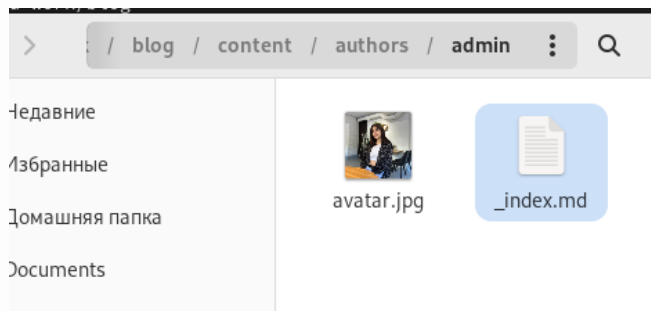 / blog / content / authors / admin
Недавние
Избранные
Домашняя папка
Documents
avatar.jpg
_index.md